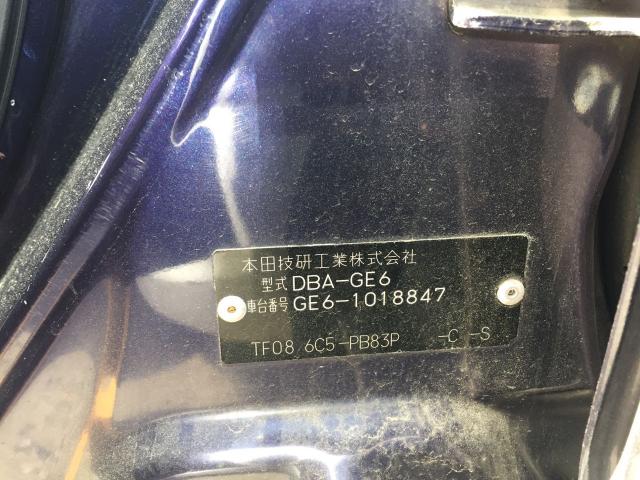 本田技研工業株式会社
型式 DBA-GE6
車台番号 GE6-1018847
TF08 6C5-PB83P -C -S